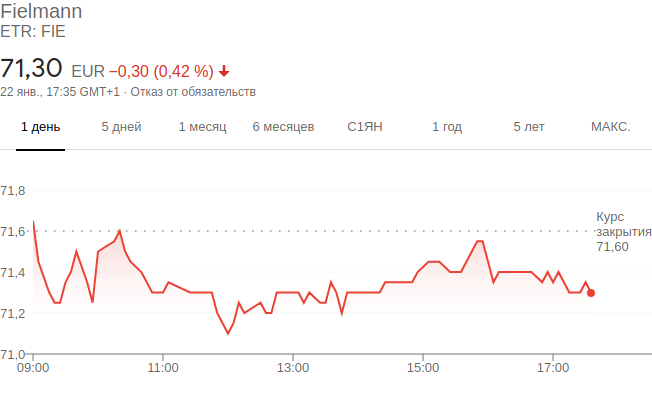 Fielmann
ETR: FIE
71,30 EUR −0,30 (0,42 %)
22 янв., 17:35 GMT+1 · Отказ от обязательств
1 день 5 дней 1 месяц 6 месяцев С1ЯН 1 год 5 лет МАКС.
71,8
71,6
71,4
71,2
71,0
Курс
закрытия
71,60
09:00 11:00 13:00 15:00 17:00